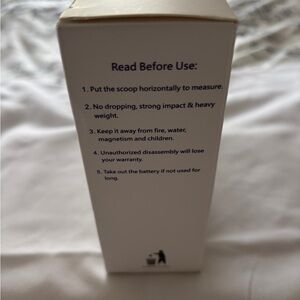 Read Before Use:
1. Put the scoop horizontally to measure.
2. No dropping, strong impact & heavy
weight.
3. Keep it away from fire, water,
magnetism and children.
4. Unauthorized disassembly will lose
your warranty.
5. Take out the battery if not used for
long.